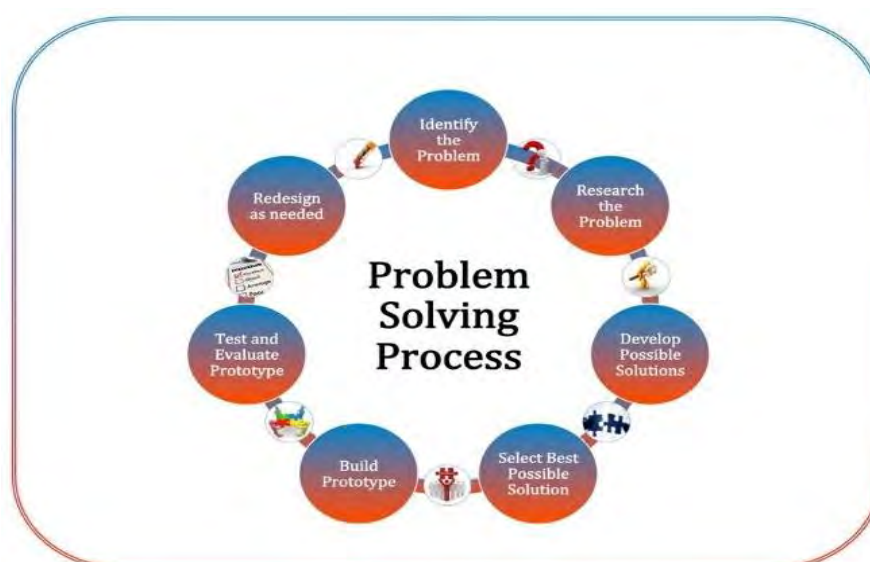 Identify
the
Problem
Research
the
Problem
Develop
Possible
Solutions
Select Best
Possible
Solution
Build
Prototype
Test and
Evaluate
Prototype
Redesign
as needed
Problem
Solving
Process
Average